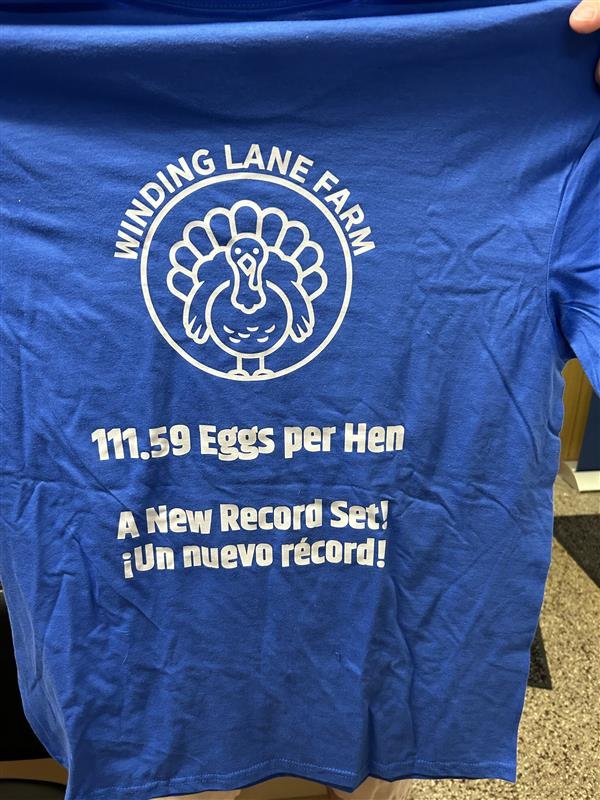 WINDING LANE FARM
111.59 Eggs per Hen
A New Record Set!
¡Un nuevo récord!